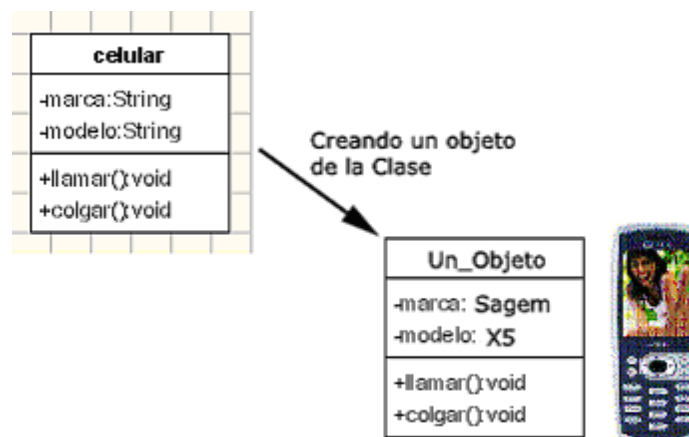 celular
-marca:String
-modelo:String
+llamar():void
+colgar():void
Creando un objeto
de la Clase
Un_Objeto
-marca: Sagem
-modelo: X5
+llamar():void
+colgar():void